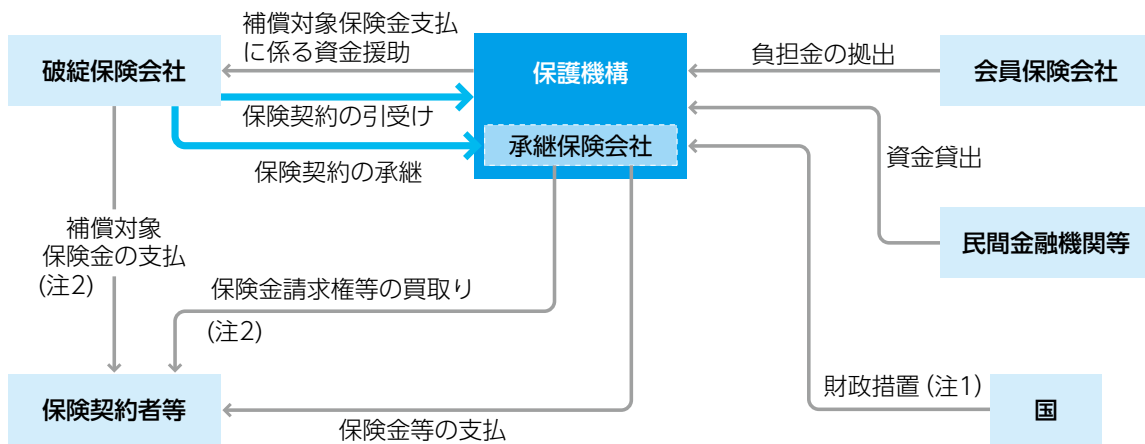 補償対象保険金支払
に係る資金援助
破綻保険会社
保護機構
負担金の拠出
会員保険会社
保険契約の引受け
承継保険会社
保険契約の承継
資金貸出
補償対象
保険金の支払
(注2)
民間金融機関等
保険金請求権等の買取り
(注2)
財政措置(注1)
保険契約者等
国
保険金等の支払